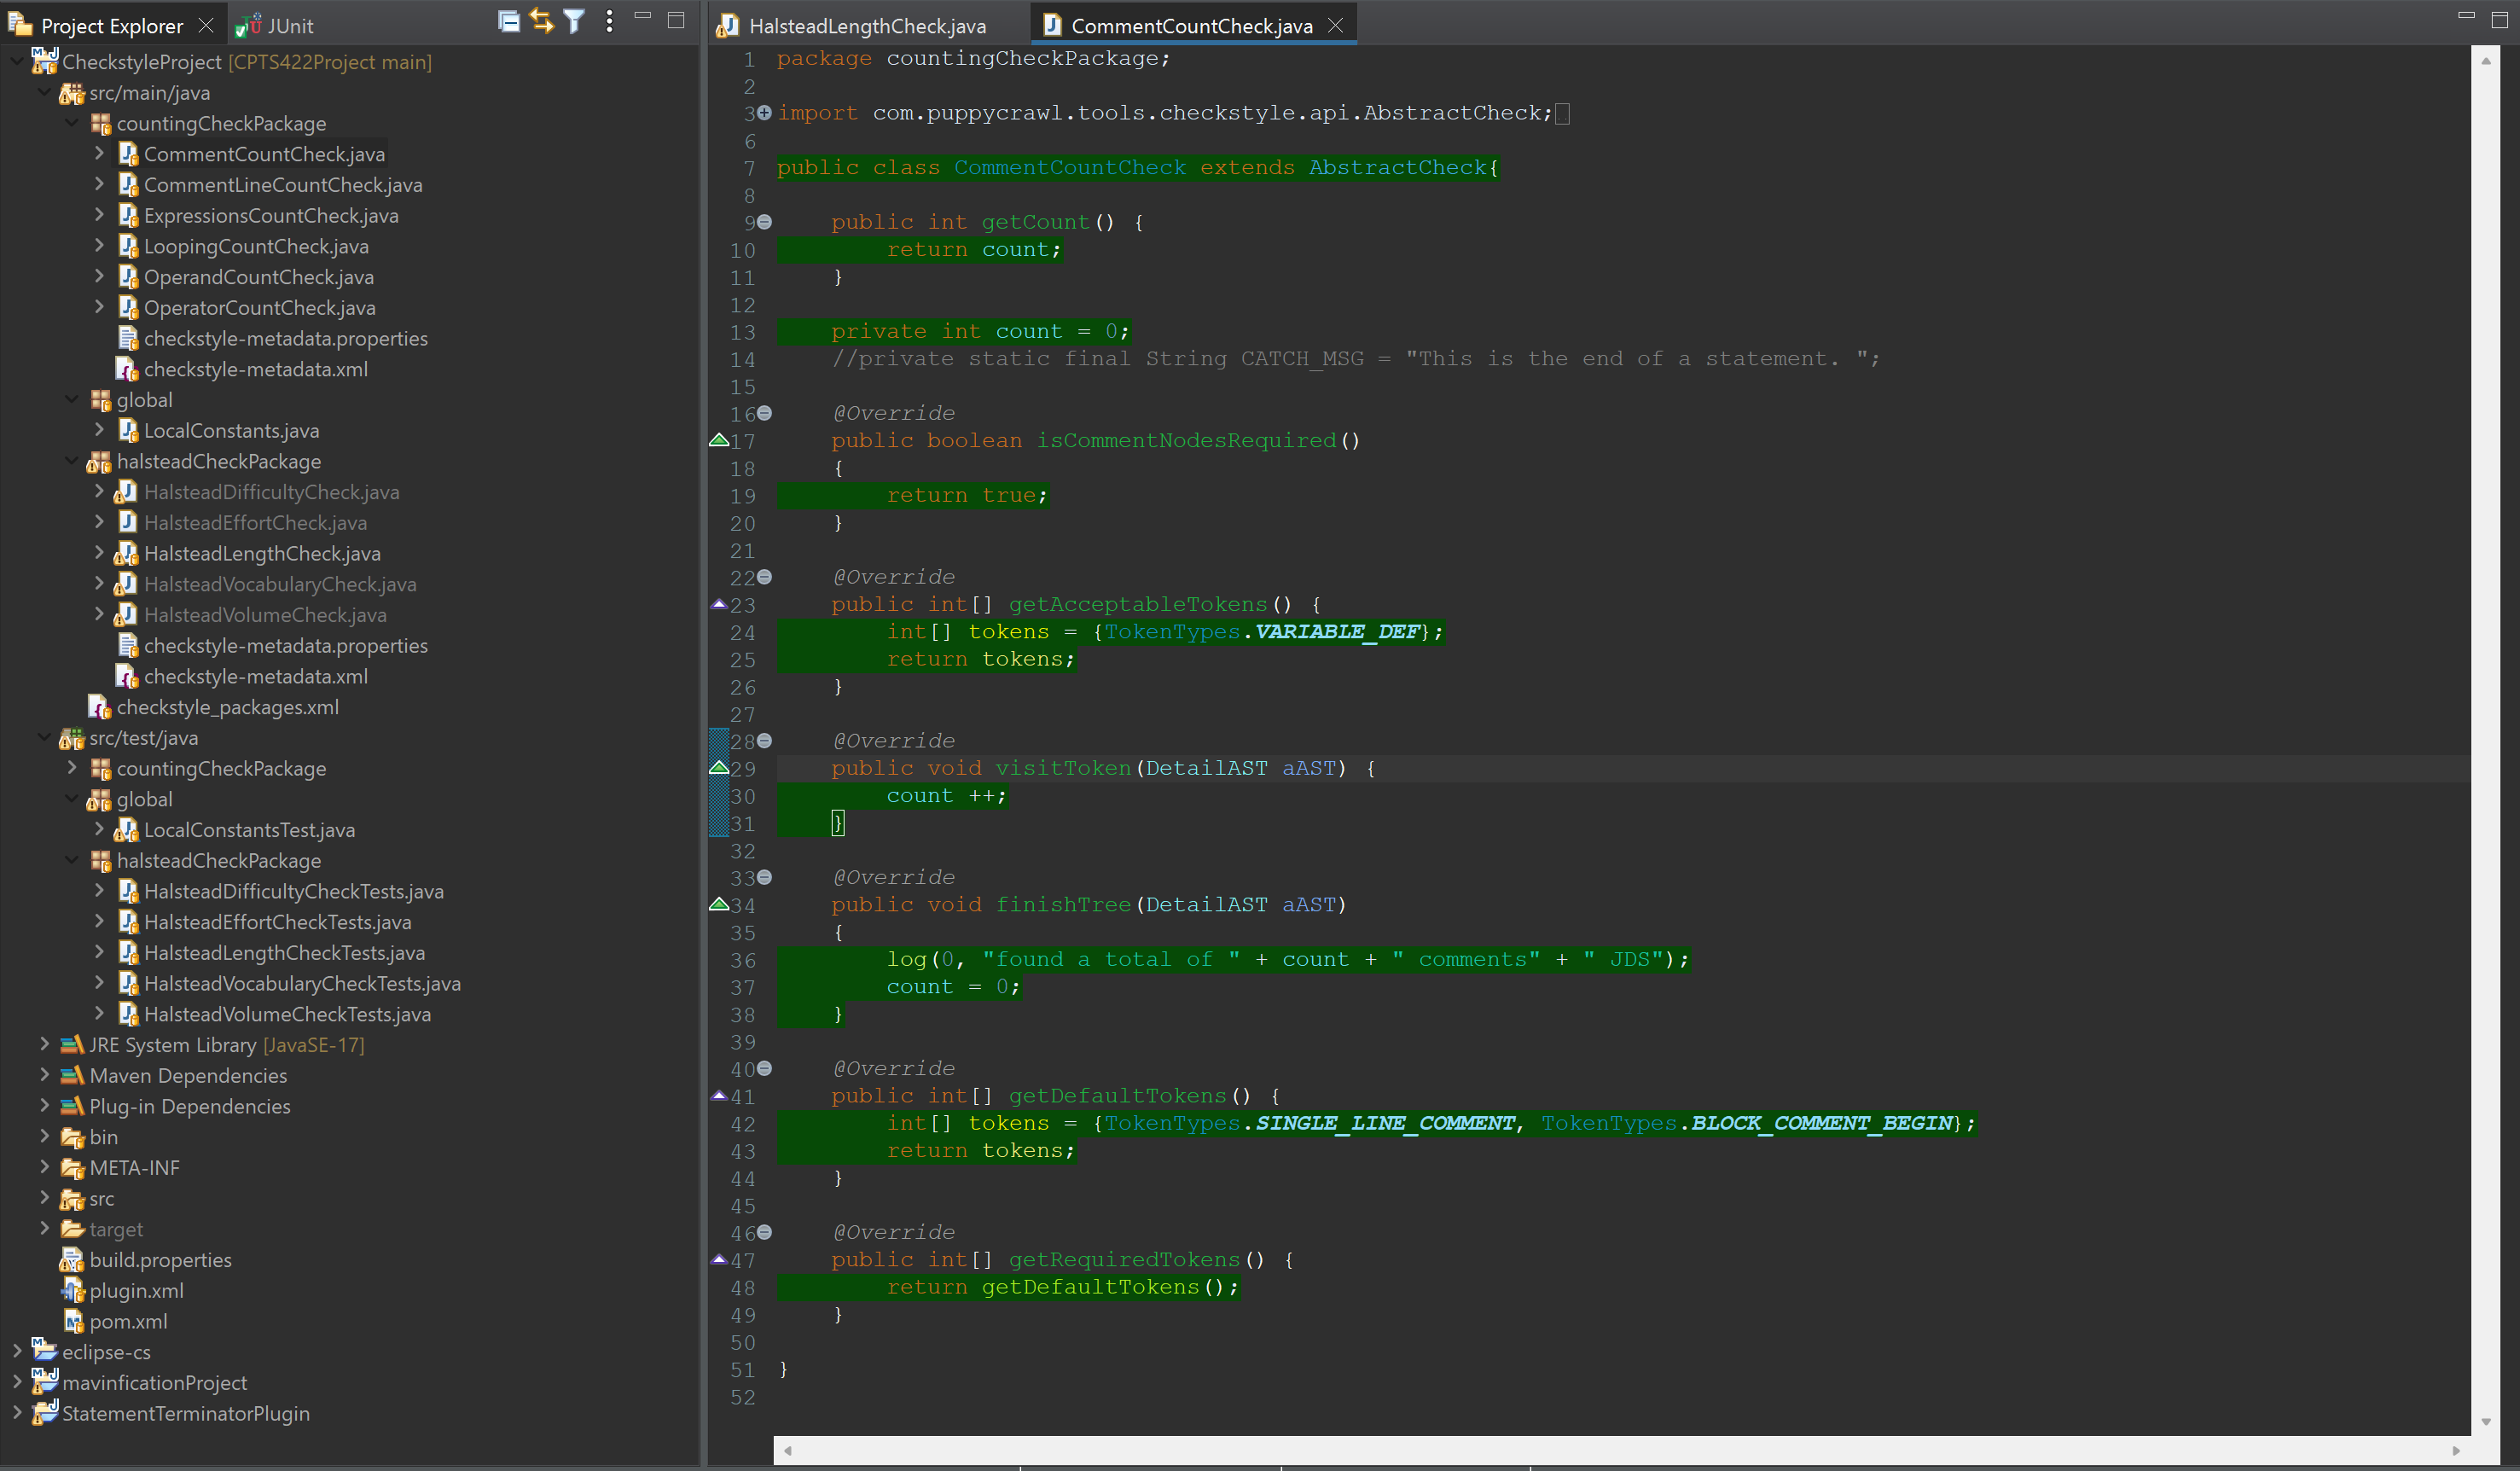 Project Explorer
JUnit
CheckstyleProject [CPTS422Project main]
src/main/java
countingCheckPackage
CommentCountCheck.java
CommentLineCountCheck.java
ExpressionsCountCheck.java
LoopingCountCheck.java
OperandCountCheck.java
OperatorCountCheck.java
checkstyle-metadata.properties
checkstyle-metadata.xml
global
LocalConstants.java
halsteadCheckPackage
HalsteadDifficultyCheck.java
HalsteadEffortCheck.java
HalsteadLengthCheck.java
HalsteadVocabularyCheck.java
HalsteadVolumeCheck.java
checkstyle-metadata.properties
checkstyle-metadata.xml
checkstyle_packages.xml
src/test/java
countingCheckPackage
global
LocalConstantsTest.java
halsteadCheckPackage
HalsteadDifficultyCheckTests.java
HalsteadEffortCheckTests.java
HalsteadLengthCheckTests.java
HalsteadVocabularyCheckTests.java
HalsteadVolumeCheckTests.java
JRE System Library [JavaSE-17]
Maven Dependencies
Plug-in Dependencies
bin
META-INF
src
target
build.properties
plugin.xml
pom.xml
eclipse-cs
mavinficationProject
StatementTerminatorPlugin
HalsteadLengthCheck.java
CommentCountCheck.java
1 package countingCheckPackage;
2
3 import com.puppycrawl.tools.checkstyle.api.AbstractCheck;
6
7 public class CommentCountCheck extends AbstractCheck{
8
9 public int getCount() {
10 return count;
11 }
12
13 private int count = 0;
14 //private static final String CATCH_MSG = "This is the end of a statement. ";
15
16 @Override
17 public boolean isCommentNodesRequired()
18 {
19 return true;
20 }
21
22 @Override
23 public int[] getAcceptableTokens() {
24 int[] tokens = {TokenTypes.VARIABLE_DEF};
25 return tokens;
26 }
27
28 @Override
29 public void visitToken(DetailAST aAST) {
30 count ++;
31 }
32
33 @Override
34 public void finishTree(DetailAST aAST)
35 {
36 log(0, "found a total of " + count + " comments" + " JDS");
37 count = 0;
38 }
39
40 @Override
41 public int[] getDefaultTokens() {
42 int[] tokens = {TokenTypes.SINGLE_LINE_COMMENT, TokenTypes.BLOCK_COMMENT_BEGIN};
43 return tokens;
44 }
45
46 @Override
47 public int[] getRequiredTokens() {
48 return getDefaultTokens();
49 }
50
51 }
52